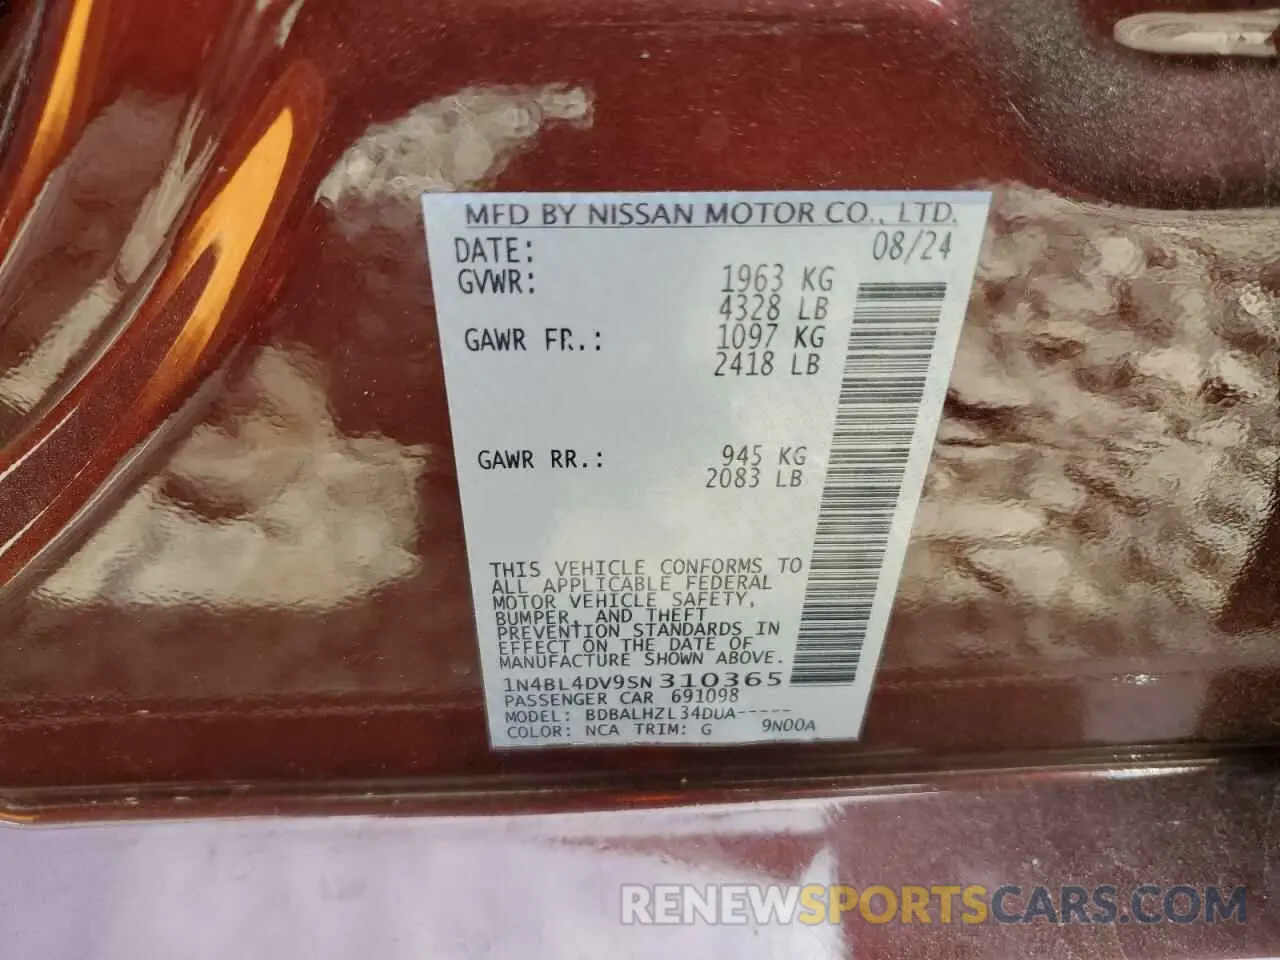 MFD BY NISSAN MOTOR CO., LTD.
DATE: 08/24
GVWR: 1963 KG
4328 LB
GAWR FR.: 1097 KG
2418 LB
GAWR RR.: 945 KG
2083 LB
THIS VEHICLE CONFORMS TO
ALL APPLICABLE FEDERAL
MOTOR VEHICLE SAFETY,
BUMPER, AND THEFT
PREVENTION STANDARDS IN
EFFECT ON THE DATE OF
MANUFACTURE SHOWN ABOVE.
1N4BL4DV9SN310365
PASSENGER CAR 691098
MODEL: BDBALHZL34DUA-----
COLOR: NCA TRIM: G 9N00A
RENEWSPORTSCARS.COM